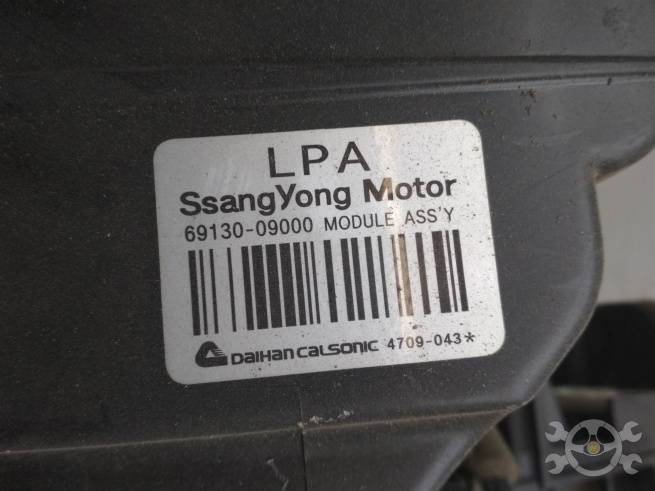 LPA
SsangYong Motor
69130-09000 MODULE ASS'Y
DAIHAN CALSONIC 4709-043*